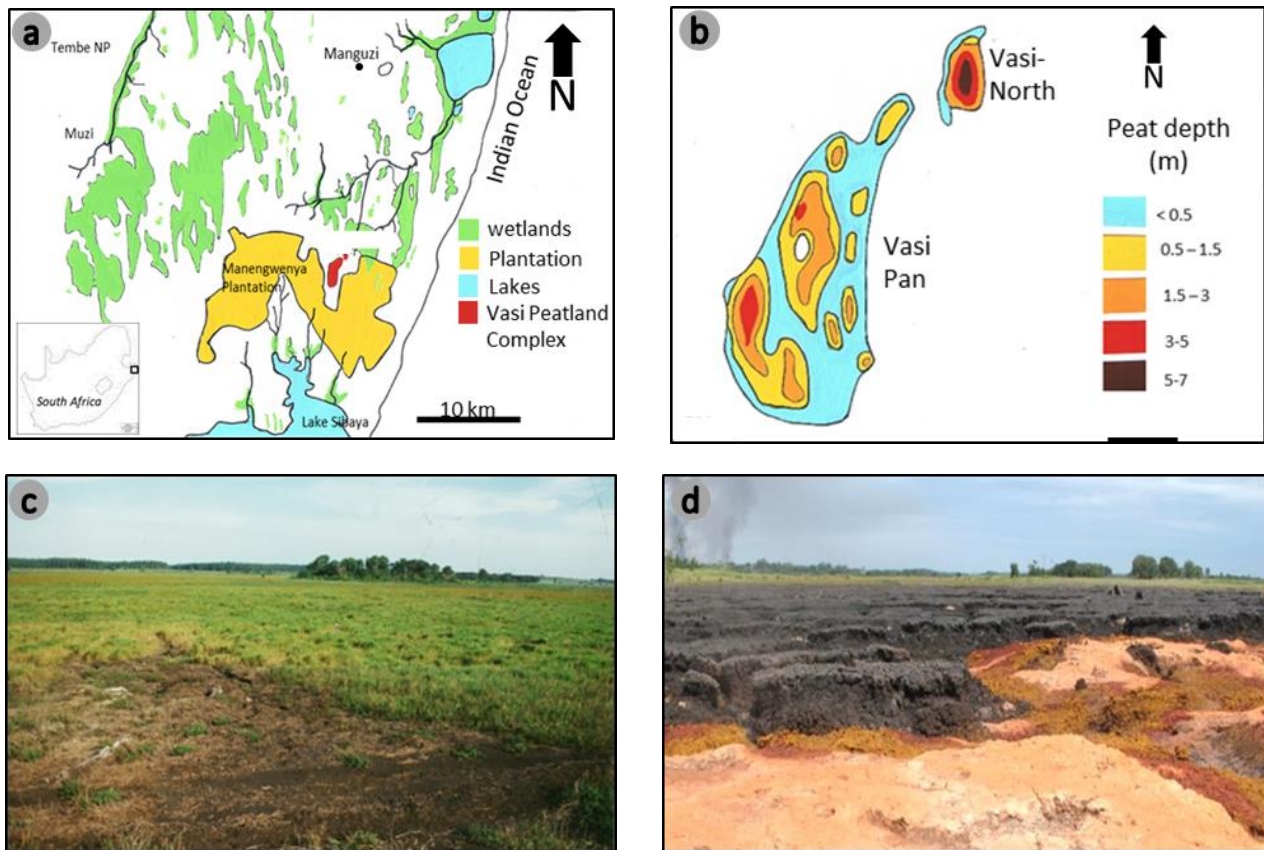 a
Tembe NP
Manguzi
N
Muzi
Indian Ocean
wetlands
Plantation
Lakes
Vasi Peatland
Complex
Manengwenya
Plantation
South Africa
10 km
Lake Sibaya
b
Vasi-
North
N
Peat depth
(m)
< 0.5
0.5 – 1.5
1.5 – 3
3-5
5-7
Vasi
Pan
c
d